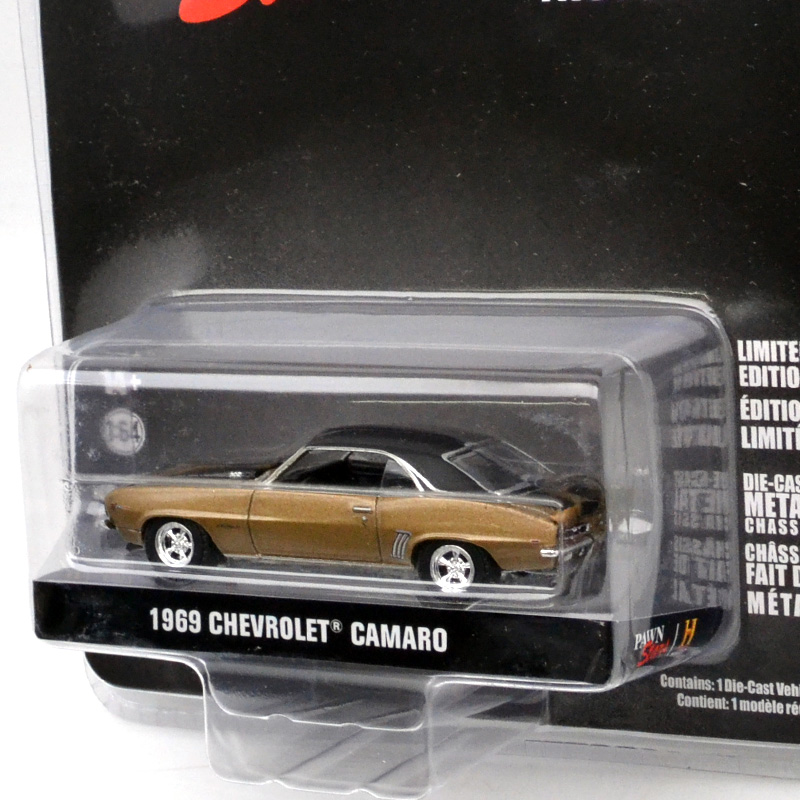 LIMITE
EDITIO
ÉDITIO
LIMITÉ
14+
1:64
DIE-CAS
META
CHASS
CHÂSS
FAIT D
MÉTA
1969 CHEVROLET® CAMARO
PAWN
Stars
H
Contains: 1 Die-Cast Vehi
Contient: 1 modèle ré